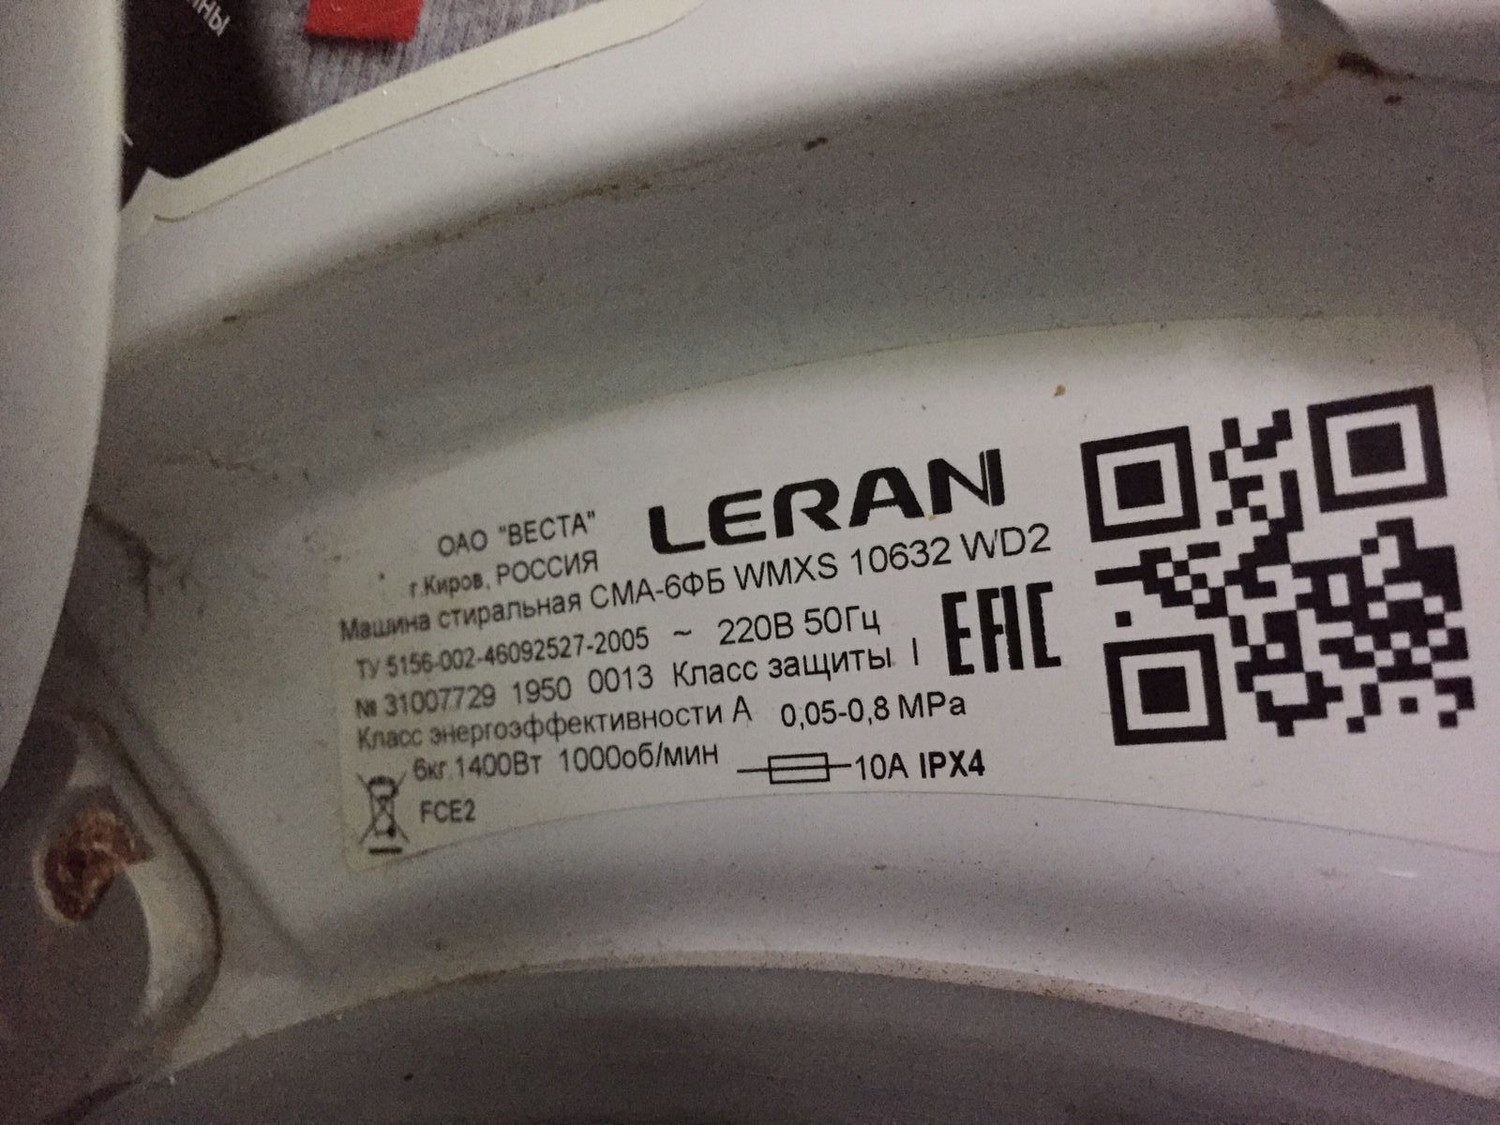 ОАО "ВЕСТА"
г.Киров, РОССИЯ
LERAN
Машина стиральная СМА-6ФБ WMXS 10632 WD2
ТУ 5156-002-46092527-2005 ~ 220В 50Гц
№ 31007729 1950 0013 Класс защиты I
EAC
Класс энергоэффективности А 0,05-0,8 MPa
6кг 1400Вт 1000об/мин 10А IPX4
FCE2